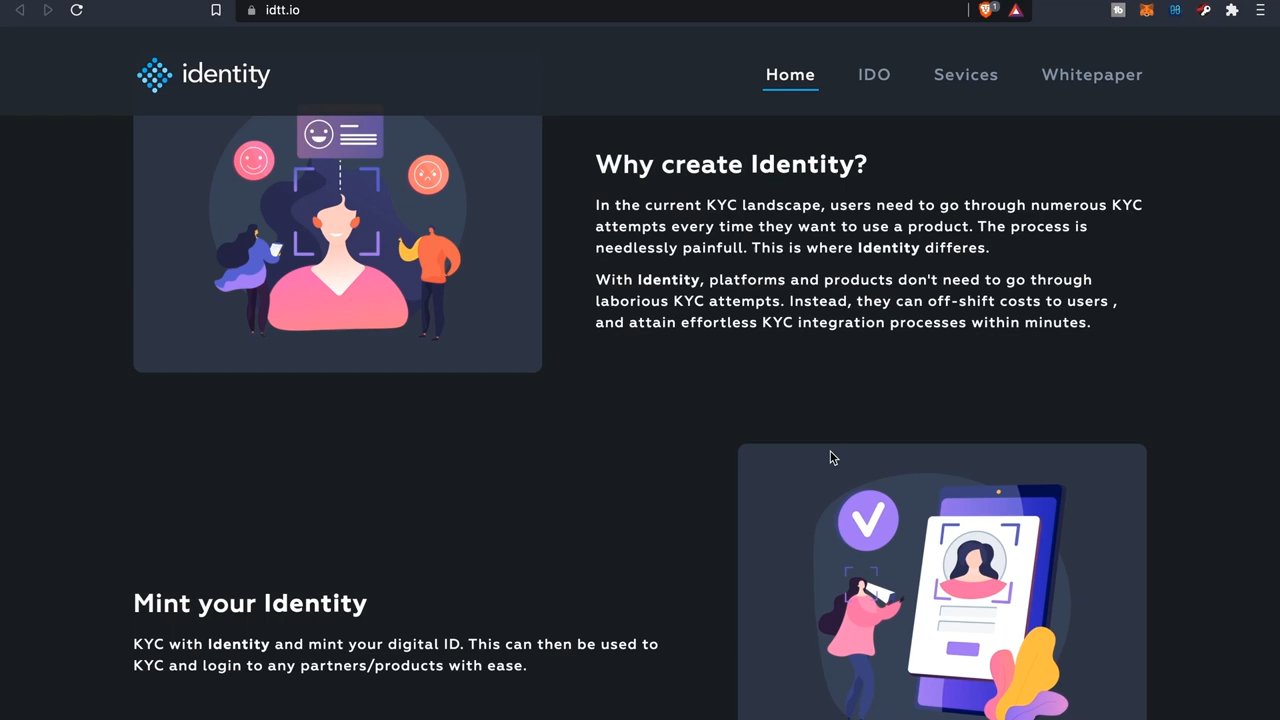 idtt.io
1
tb
identity
Home
IDO
Sevices
Whitepaper
Why create Identity?
In the current KYC landscape, users need to go through numerous KYC
attempts every time they want to use a product. The process is
needlessly painfull. This is where Identity differes.
With Identity, platforms and products don't need to go through
laborious KYC attempts. Instead, they can off-shift costs to users ,
and attain effortless KYC integration processes within minutes.
Mint your Identity
KYC with Identity and mint your digital ID. This can then be used to
KYC and login to any partners/products with ease.